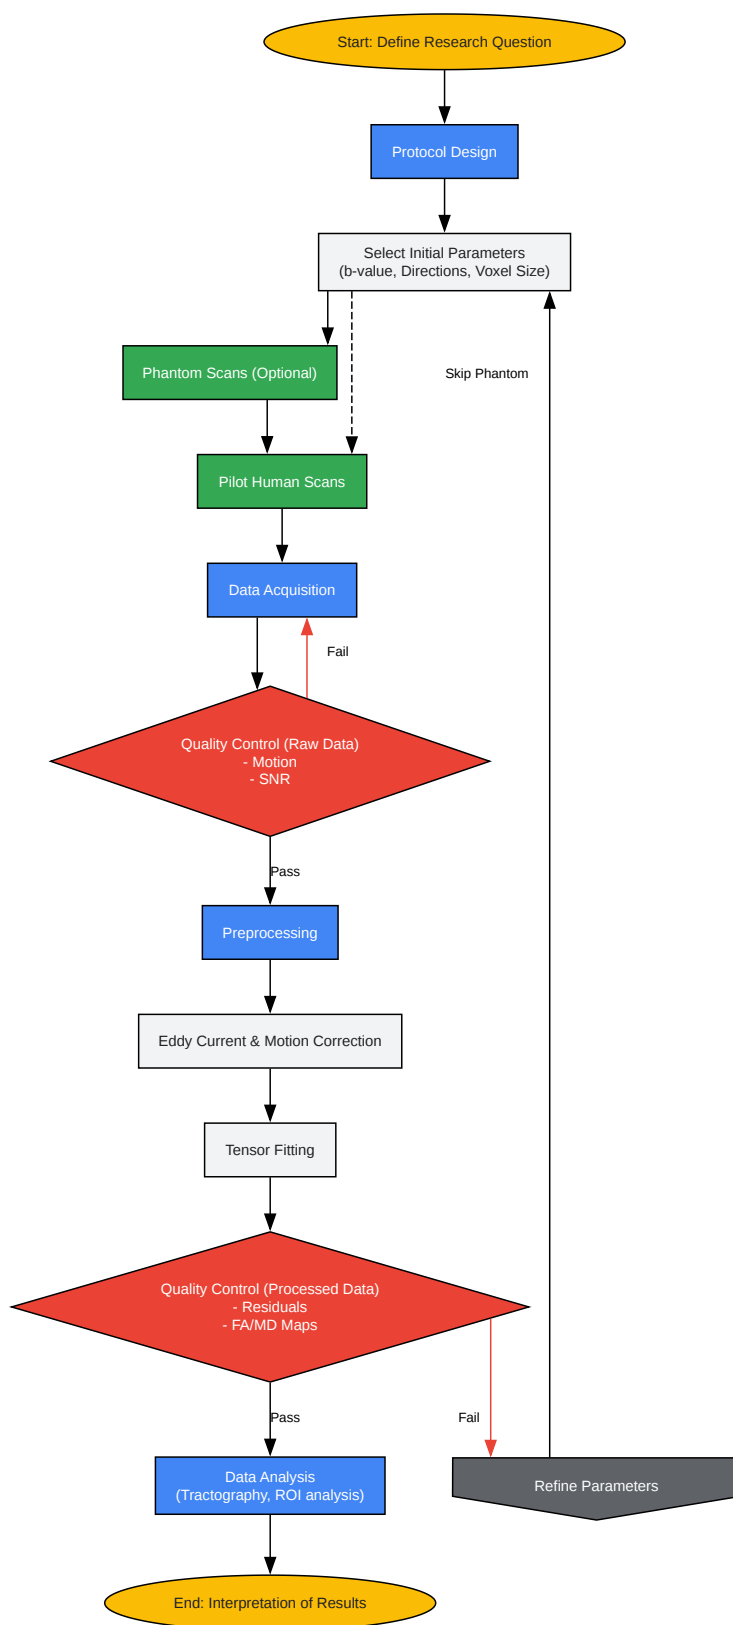 Start: Define Research Question
Protocol Design
Select Initial Parameters
(b-value, Directions, Voxel Size)
Phantom Scans (Optional)
Skip Phantom
Pilot Human Scans
Data Acquisition
Fail
Quality Control (Raw Data)
- Motion
- SNR
Pass
Preprocessing
Eddy Current & Motion Correction
Tensor Fitting
Quality Control (Processed Data)
- Residuals
- FA/MD Maps
Pass
Fail
Data Analysis
(Tractography, ROI analysis)
Refine Parameters
End: Interpretation of Results